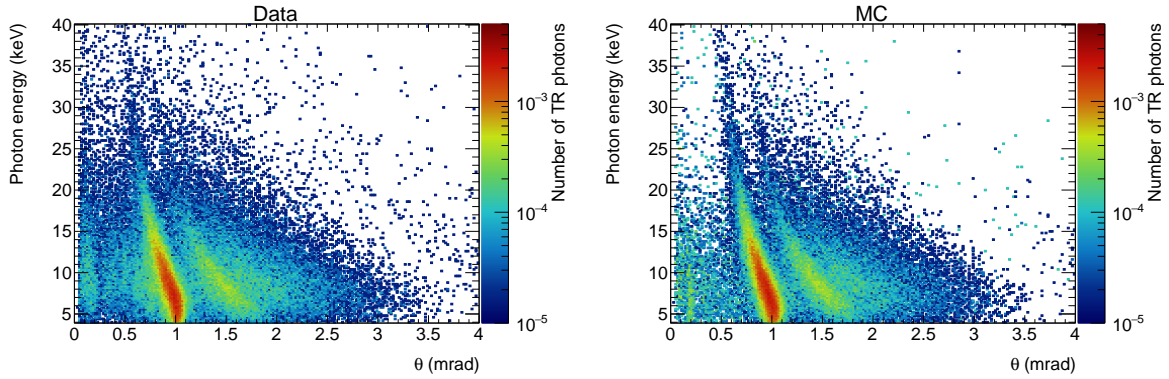 Data
Photon energy (keV)
40
35
30
25
20
15
10
5
0 0.5 1 1.5 2 2.5 3 3.5 4
θ (mrad)
10⁻³
10⁻⁴
10⁻⁵
Number of TR photons
MC
Photon energy (keV)
40
35
30
25
20
15
10
5
0 0.5 1 1.5 2 2.5 3 3.5 4
θ (mrad)
10⁻³
10⁻⁴
10⁻⁵
Number of TR photons